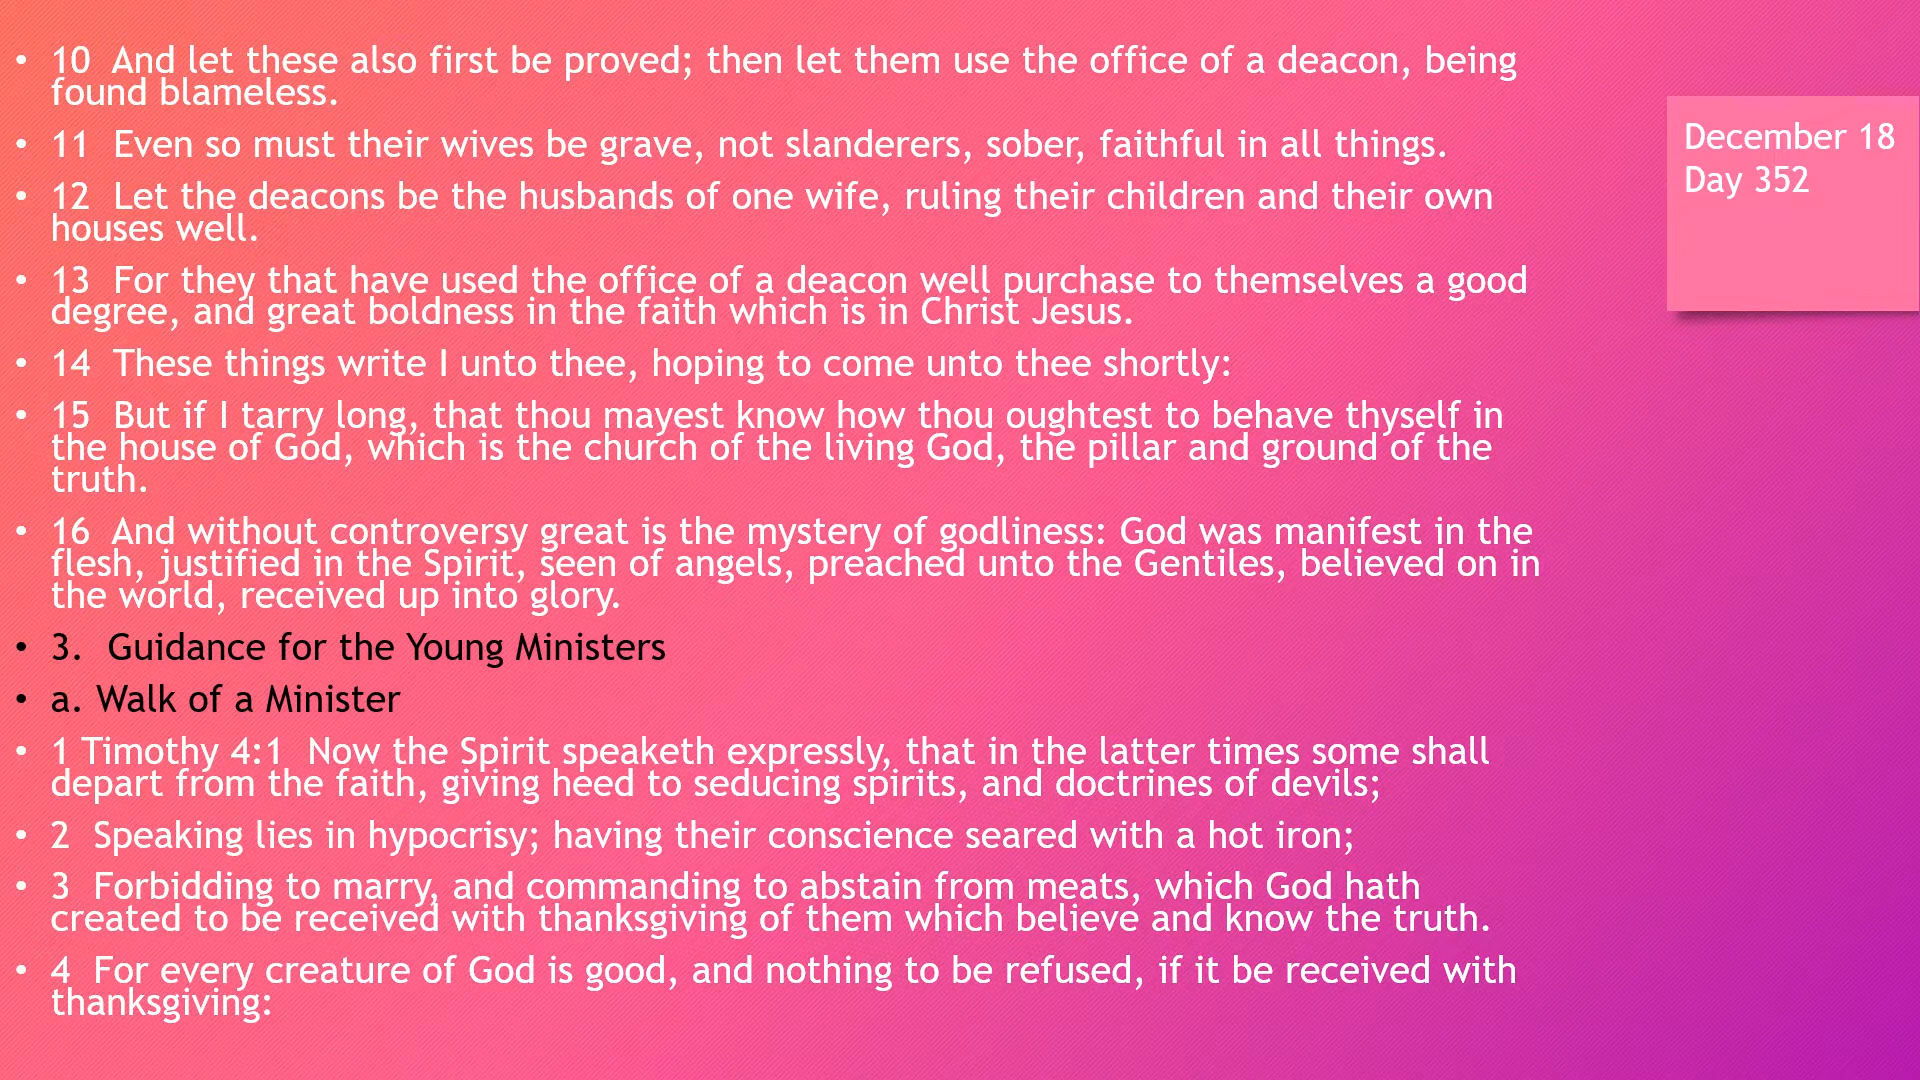 • 10  And let these also first be proved; then let them use the office of a deacon, being
found blameless.
• 11  Even so must their wives be grave, not slanderers, sober, faithful in all things.
• 12  Let the deacons be the husbands of one wife, ruling their children and their own
houses well.
• 13  For they that have used the office of a deacon well purchase to themselves a good
degree, and great boldness in the faith which is in Christ Jesus.
• 14  These things write I unto thee, hoping to come unto thee shortly:
• 15  But if I tarry long, that thou mayest know how thou oughtest to behave thyself in
the house of God, which is the church of the living God, the pillar and ground of the
truth.
• 16  And without controversy great is the mystery of godliness: God was manifest in the
flesh, justified in the Spirit, seen of angels, preached unto the Gentiles, believed on in
the world, received up into glory.
• 3.  Guidance for the Young Ministers
• a. Walk of a Minister
• 1 Timothy 4:1  Now the Spirit speaketh expressly, that in the latter times some shall
depart from the faith, giving heed to seducing spirits, and doctrines of devils;
• 2  Speaking lies in hypocrisy; having their conscience seared with a hot iron;
• 3  Forbidding to marry, and commanding to abstain from meats, which God hath
created to be received with thanksgiving of them which believe and know the truth.
• 4  For every creature of God is good, and nothing to be refused, if it be received with
thanksgiving:
December 18
Day 352